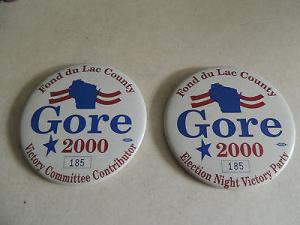 Fond du Lac County
Gore
2000
185
Victory Committee Contributor
Fond du Lac County
Gore
2000
185
Election Night Victory Party